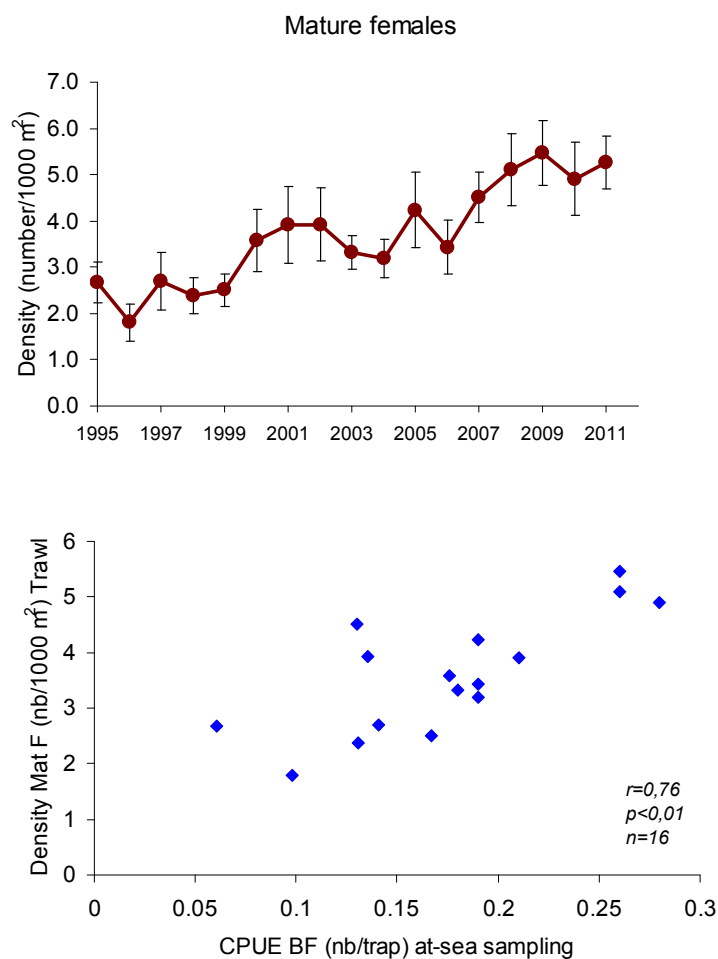 Mature females
Density (number/1000 m²)
7.0
6.0
5.0
4.0
3.0
2.0
1.0
0.0
1995 1997 1999 2001 2003 2005 2007 2009 2011
Density Mat F (nb/1000 m²) Trawl
6
5
4
3
2
1
0
r=0,76
p<0,01
n=16
0 0.05 0.1 0.15 0.2 0.25 0.3
CPUE BF (nb/trap) at-sea sampling